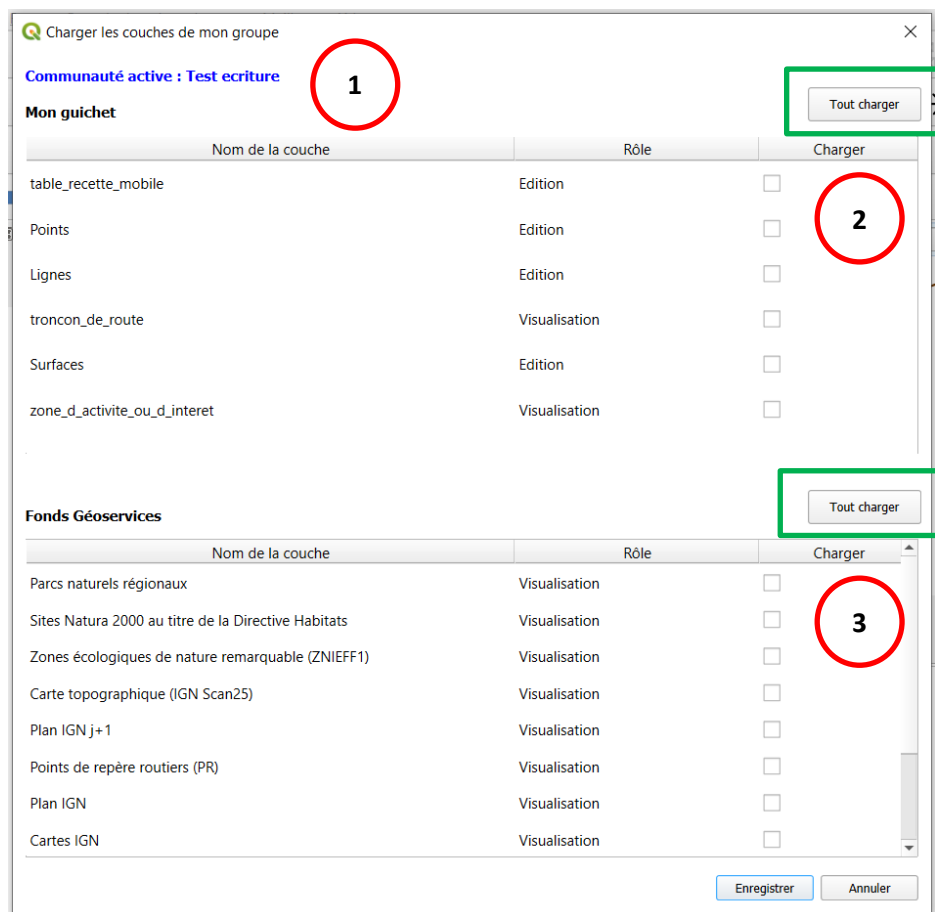 Charger les couches de mon groupe
Communauté active : Test ecriture
1
Mon guichet
Tout charger
Nom de la couche Rôle Charger
table_recette_mobile Edition
Points Edition
2
Lignes Edition
troncon_de_route Visualisation
Surfaces Edition
zone_d_activite_ou_d_interet Visualisation
Fonds Géoservices
Tout charger
Nom de la couche Rôle Charger
Parcs naturels régionaux Visualisation
Sites Natura 2000 au titre de la Directive Habitats Visualisation
3
Zones écologiques de nature remarquable (ZNIEFF1) Visualisation
Carte topographique (IGN Scan25) Visualisation
Plan IGN j+1 Visualisation
Points de repère routiers (PR) Visualisation
Plan IGN Visualisation
Cartes IGN Visualisation
Enregistrer Annuler